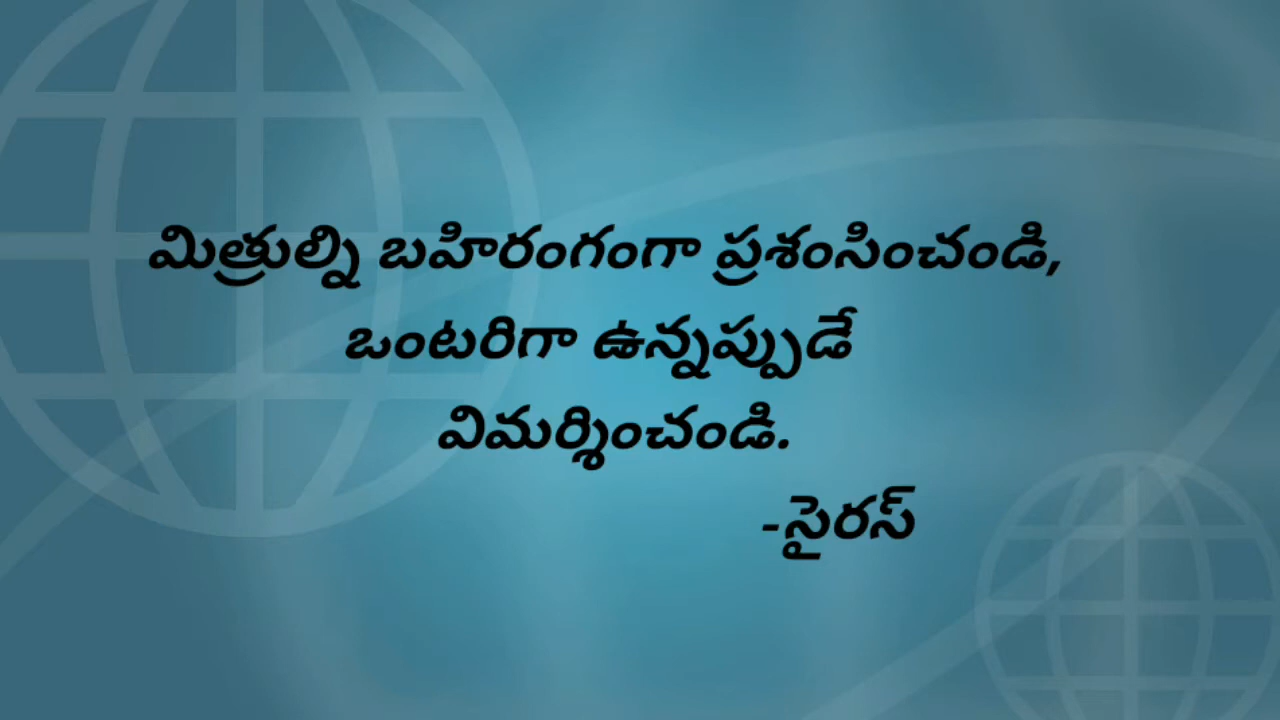 మిత్రుల్ని బహిరంగంగా ప్రశంసించండి,
ఒంటరిగా ఉన్నప్పుడే
విమర్శించండి.
-సైరస్